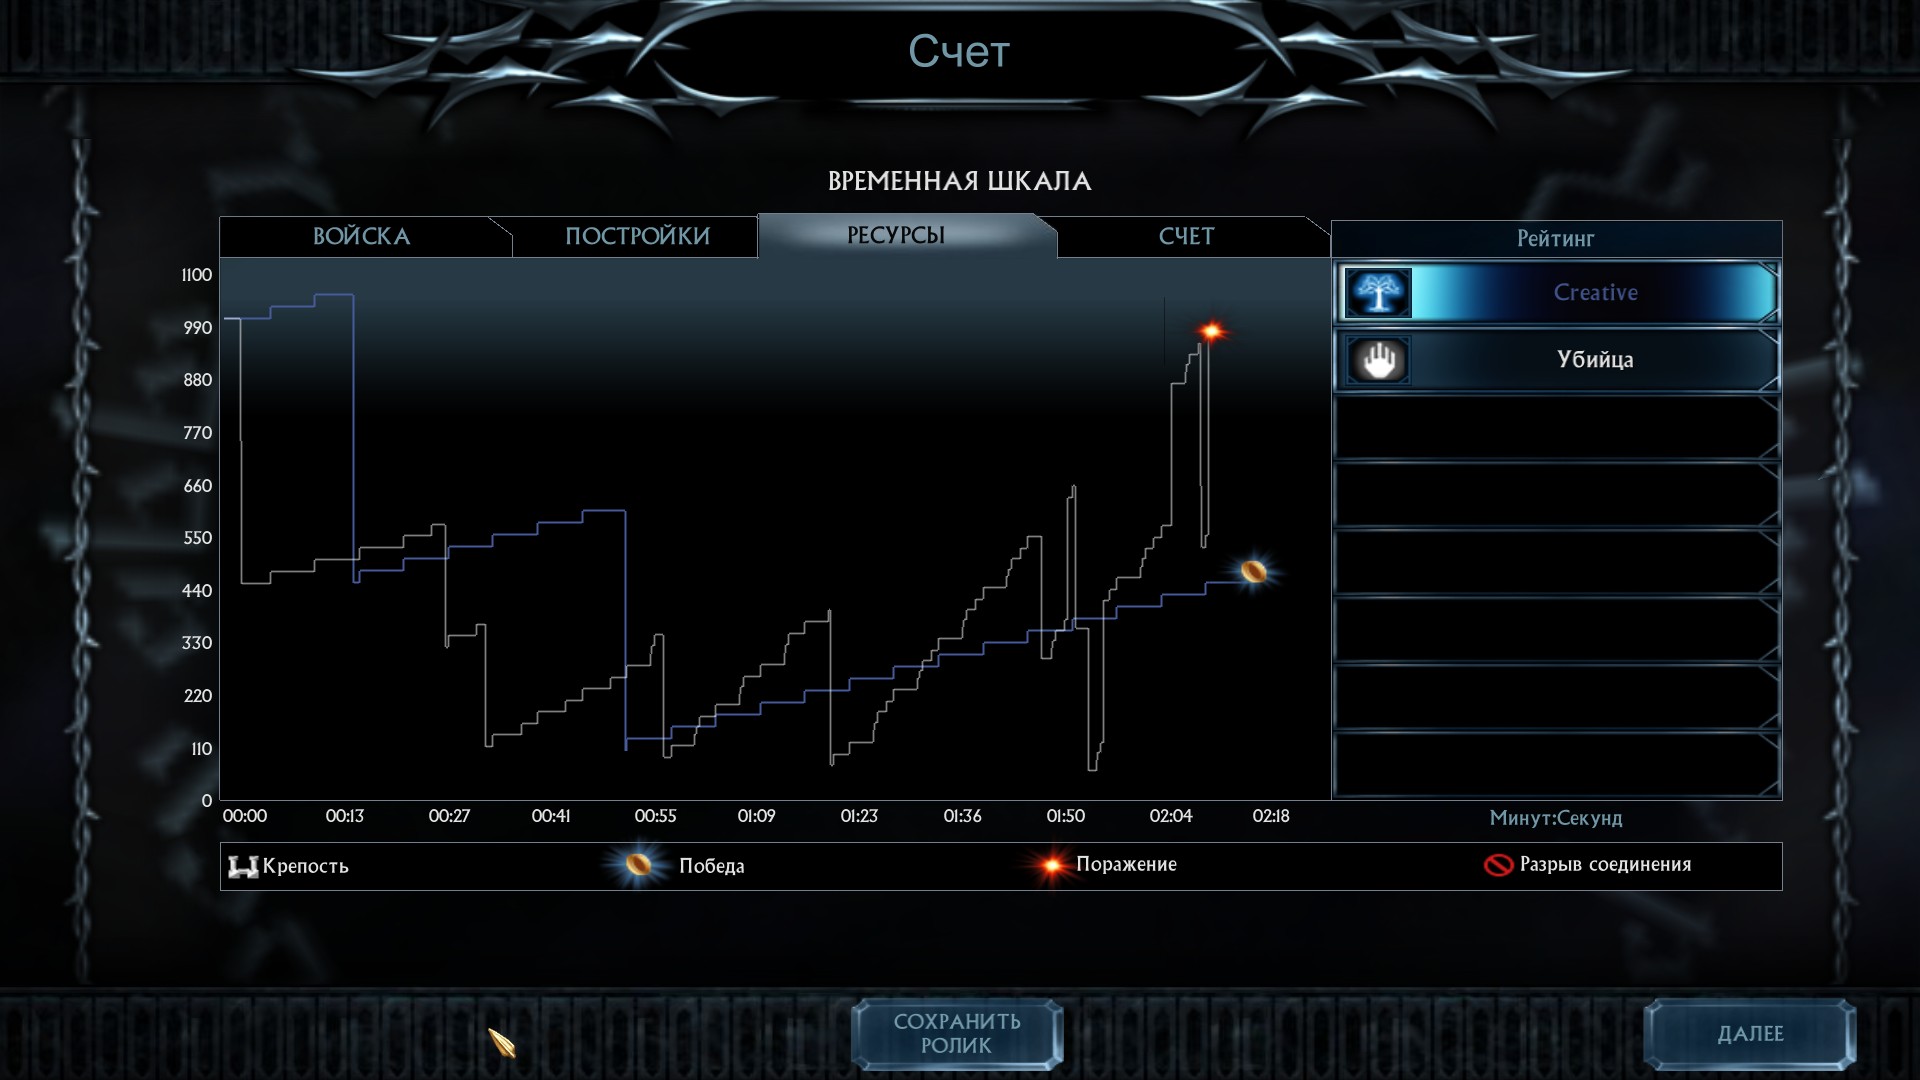 Счет
ВРЕМЕННАЯ ШКАЛА
ВОЙСКА
ПОСТРОЙКИ
РЕСУРСЫ
СЧЕТ
Рейтинг
Creative
Убийца
1100
990
880
770
660
550
440
330
220
110
0
00:00 00:13 00:27 00:41 00:55 01:09 01:23 01:36 01:50 02:04 02:18
Минут:Секунд
Крепость
Победа
Поражение
Разрыв соединения
СОХРАНИТЬ
РОЛИК
ДАЛЕЕ